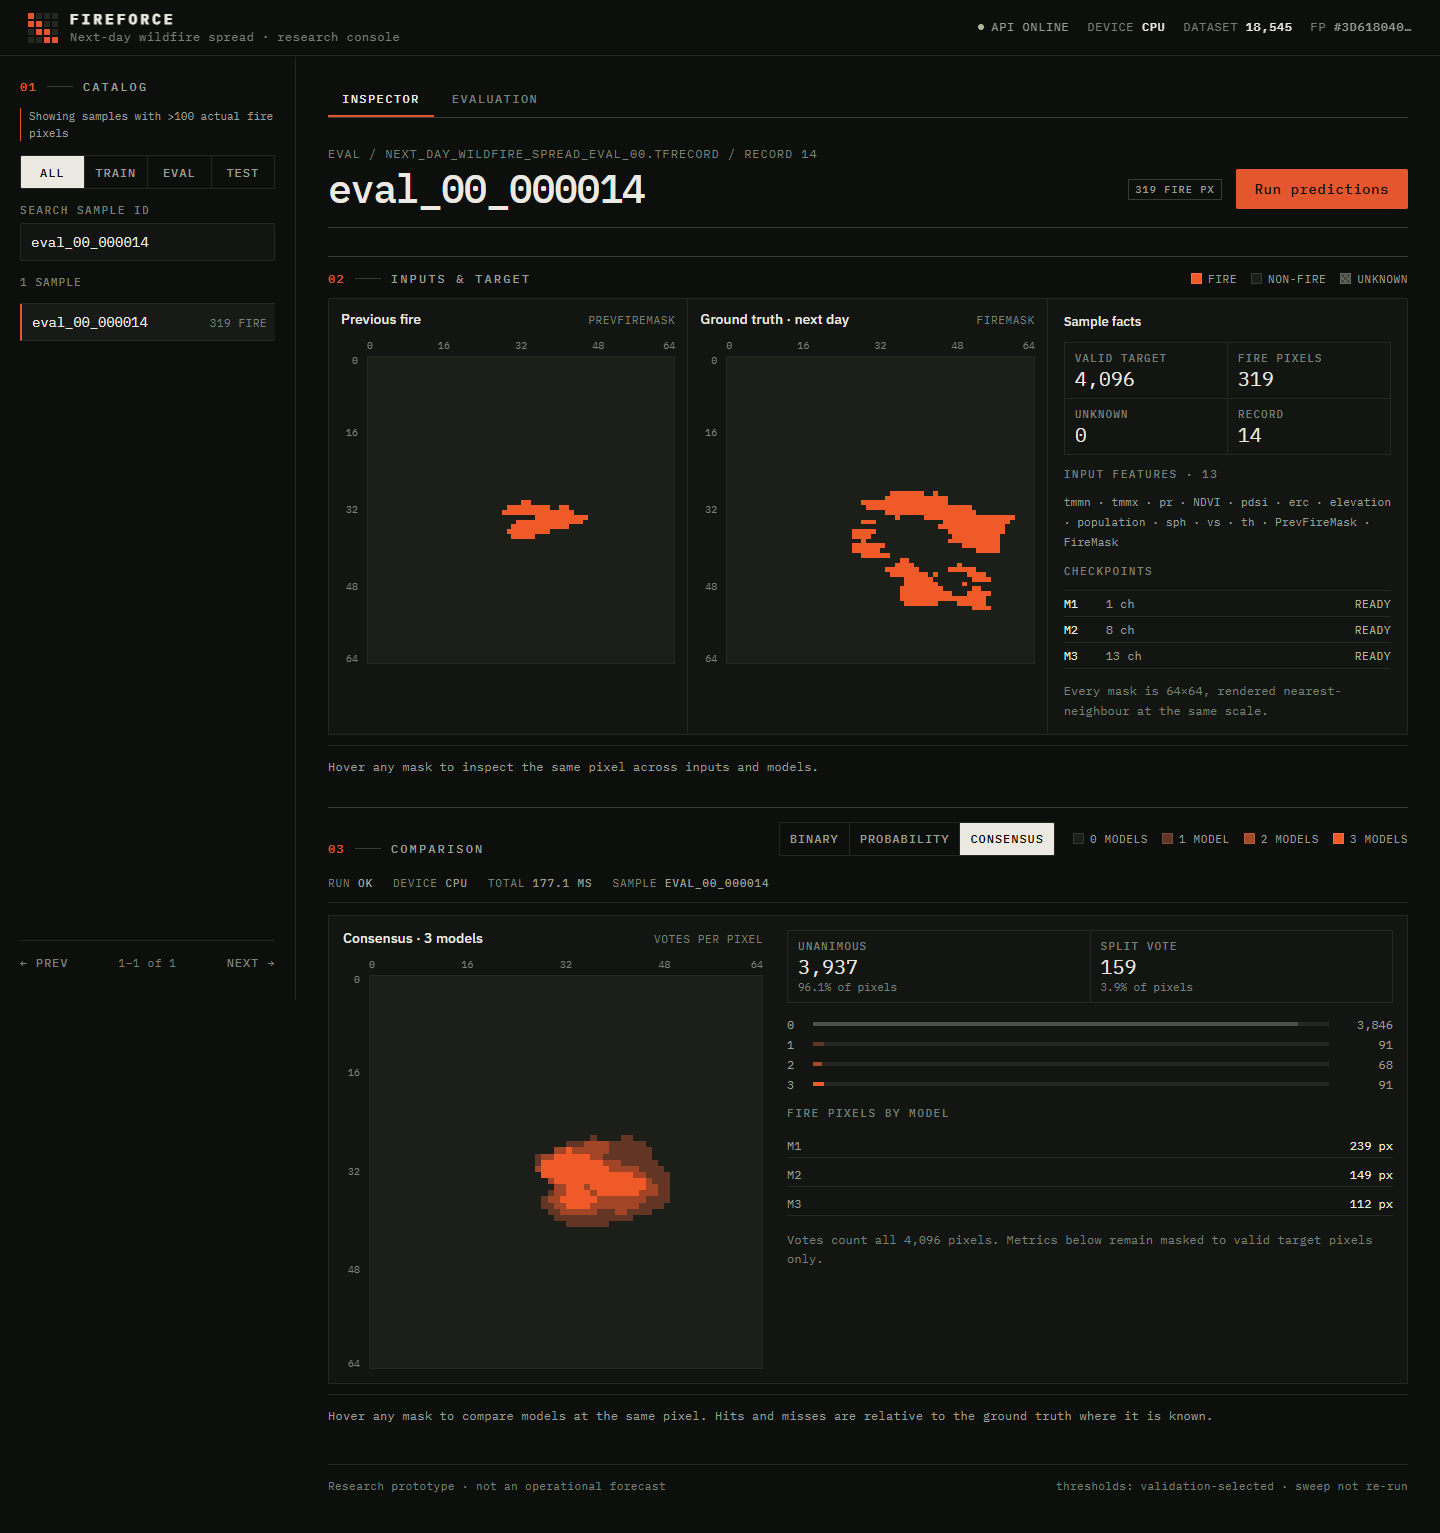 FIREFORCE
Next-day wildfire spread · research console
API ONLINE DEVICE CPU DATASET 18,545 FP #3D618040…
01 CATALOG
Showing samples with >100 actual fire
pixels
ALL TRAIN EVAL TEST
SEARCH SAMPLE ID
eval_00_000014
1 SAMPLE
eval_00_000014 319 FIRE
← PREV 1–1 of 1 NEXT →
INSPECTOR EVALUATION
EVAL / NEXT_DAY_WILDFIRE_SPREAD_EVAL_00.TFRECORD / RECORD 14
eval_00_000014
319 FIRE PX
Run predictions
02 INPUTS & TARGET
FIRE NON-FIRE UNKNOWN
Previous fire PREVFIREMASK
0 16 32 48 64
0
16
32
48
64
Ground truth · next day FIREMASK
0 16 32 48 64
0
16
32
48
64
Sample facts
VALID TARGET
4,096
FIRE PIXELS
319
UNKNOWN
0
RECORD
14
INPUT FEATURES · 13
tmmn · tmmx · pr · NDVI · pdsi · erc · elevation
· population · sph · vs · th · PrevFireMask ·
FireMask
CHECKPOINTS
M1 1 ch READY
M2 8 ch READY
M3 13 ch READY
Every mask is 64×64, rendered nearest-
neighbour at the same scale.
Hover any mask to inspect the same pixel across inputs and models.
03 COMPARISON
BINARY PROBABILITY CONSENSUS
0 MODELS 1 MODEL 2 MODELS 3 MODELS
RUN OK DEVICE CPU TOTAL 177.1 MS SAMPLE EVAL_00_000014
Consensus · 3 models VOTES PER PIXEL
0 16 32 48 64
0
16
32
48
64
UNANIMOUS
3,937
96.1% of pixels
SPLIT VOTE
159
3.9% of pixels
0 3,846
1 91
2 68
3 91
FIRE PIXELS BY MODEL
M1 239 px
M2 149 px
M3 112 px
Votes count all 4,096 pixels. Metrics below remain masked to valid target pixels
only.
Hover any mask to compare models at the same pixel. Hits and misses are relative to the ground truth where it is known.
Research prototype · not an operational forecast
thresholds: validation-selected · sweep not re-run